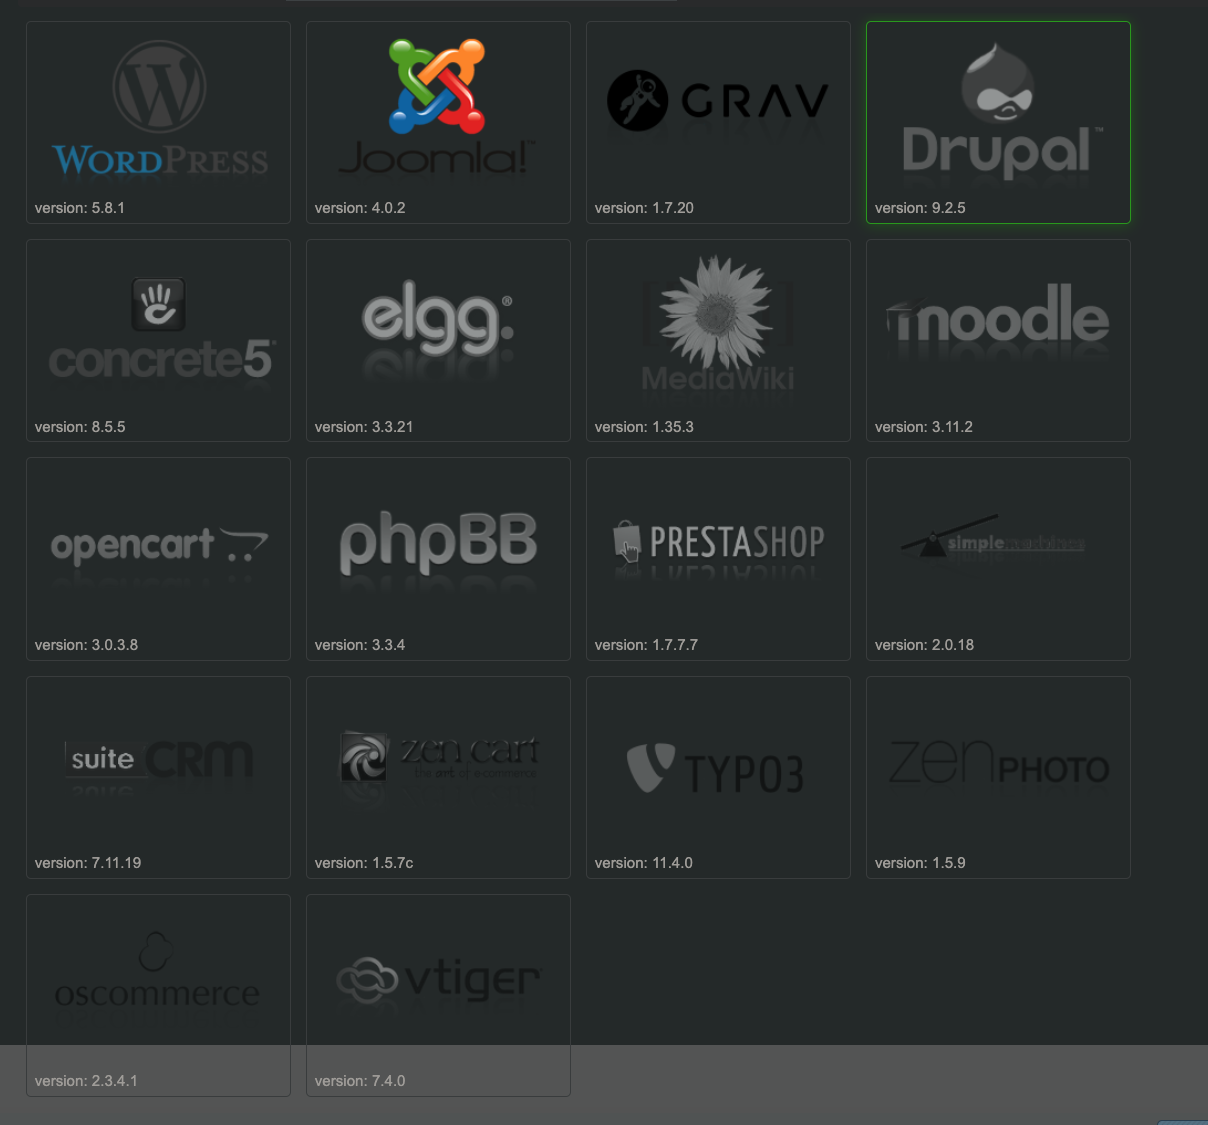 WORDPRESS
version: 5.8.1
Joomla!™
version: 4.0.2
GRAV
version: 1.7.20
Drupal™
version: 9.2.5
concrete5
version: 8.5.5
elgg®
version: 3.3.21
MediaWiki
version: 1.35.3
moodle
version: 3.11.2
opencart
version: 3.0.3.8
phpBB
version: 3.3.4
PRESTASHOP
version: 1.7.7.7
simplemachines
version: 2.0.18
suiteCRM
version: 7.11.19
zen cart
the art of e-commerce
version: 1.5.7c
TYPO3
version: 11.4.0
zenPHOTO
version: 1.5.9
oscommerce
version: 2.3.4.1
vtiger
version: 7.4.0